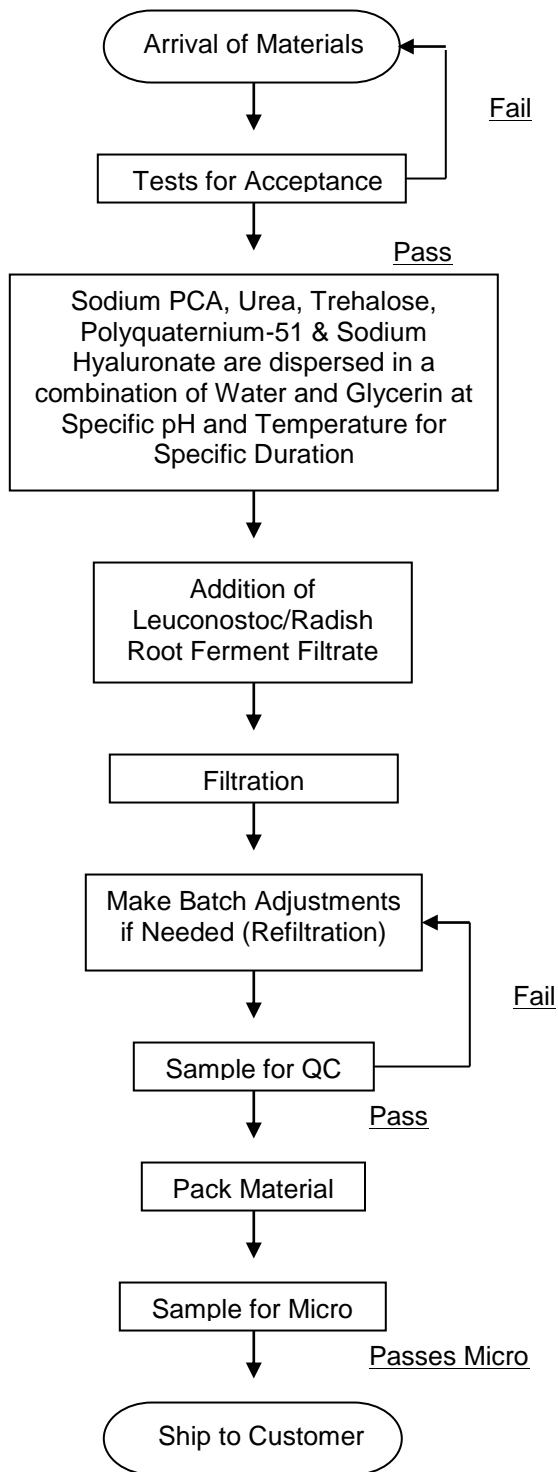 Arrival of Materials
Fail
Tests for Acceptance
Pass
Sodium PCA, Urea, Trehalose,
Polyquaternium-51 & Sodium
Hyaluronate are dispersed in a
combination of Water and Glycerin at
Specific pH and Temperature for
Specific Duration
Addition of
Leuconostoc/Radish
Root Ferment Filtrate
Filtration
Make Batch Adjustments
if Needed (Refiltration)
Fail
Sample for QC
Pass
Pack Material
Sample for Micro
Passes Micro
Ship to Customer